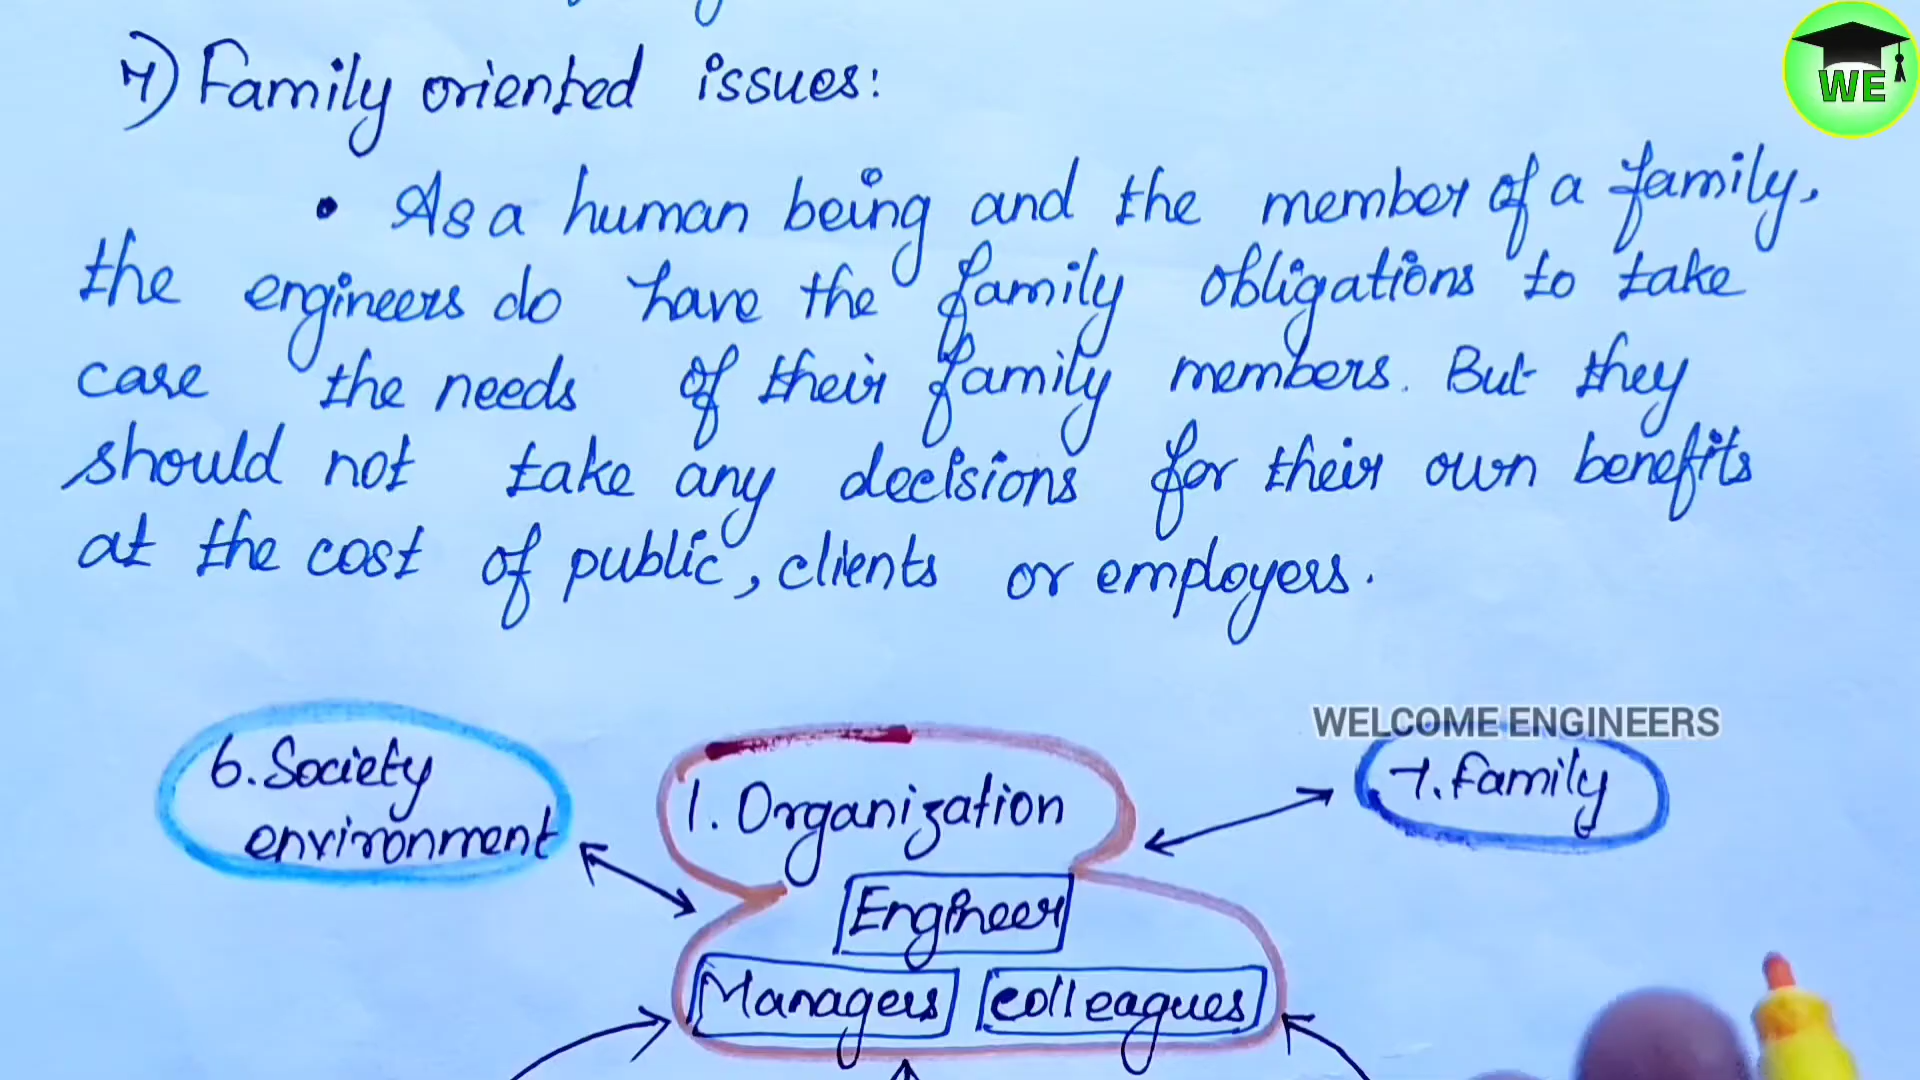 7) Family oriented issues:
WE
• As a human being and the member of a family,
the engineers do have the family obligations to take
case the needs of their family members. But they
should not take any decisions for their own benefits
at the cost of public, clients or employers.
WELCOME ENGINEERS
6. Society
environment
1. Organization
7. Family
Engineer
Managers
colleagues